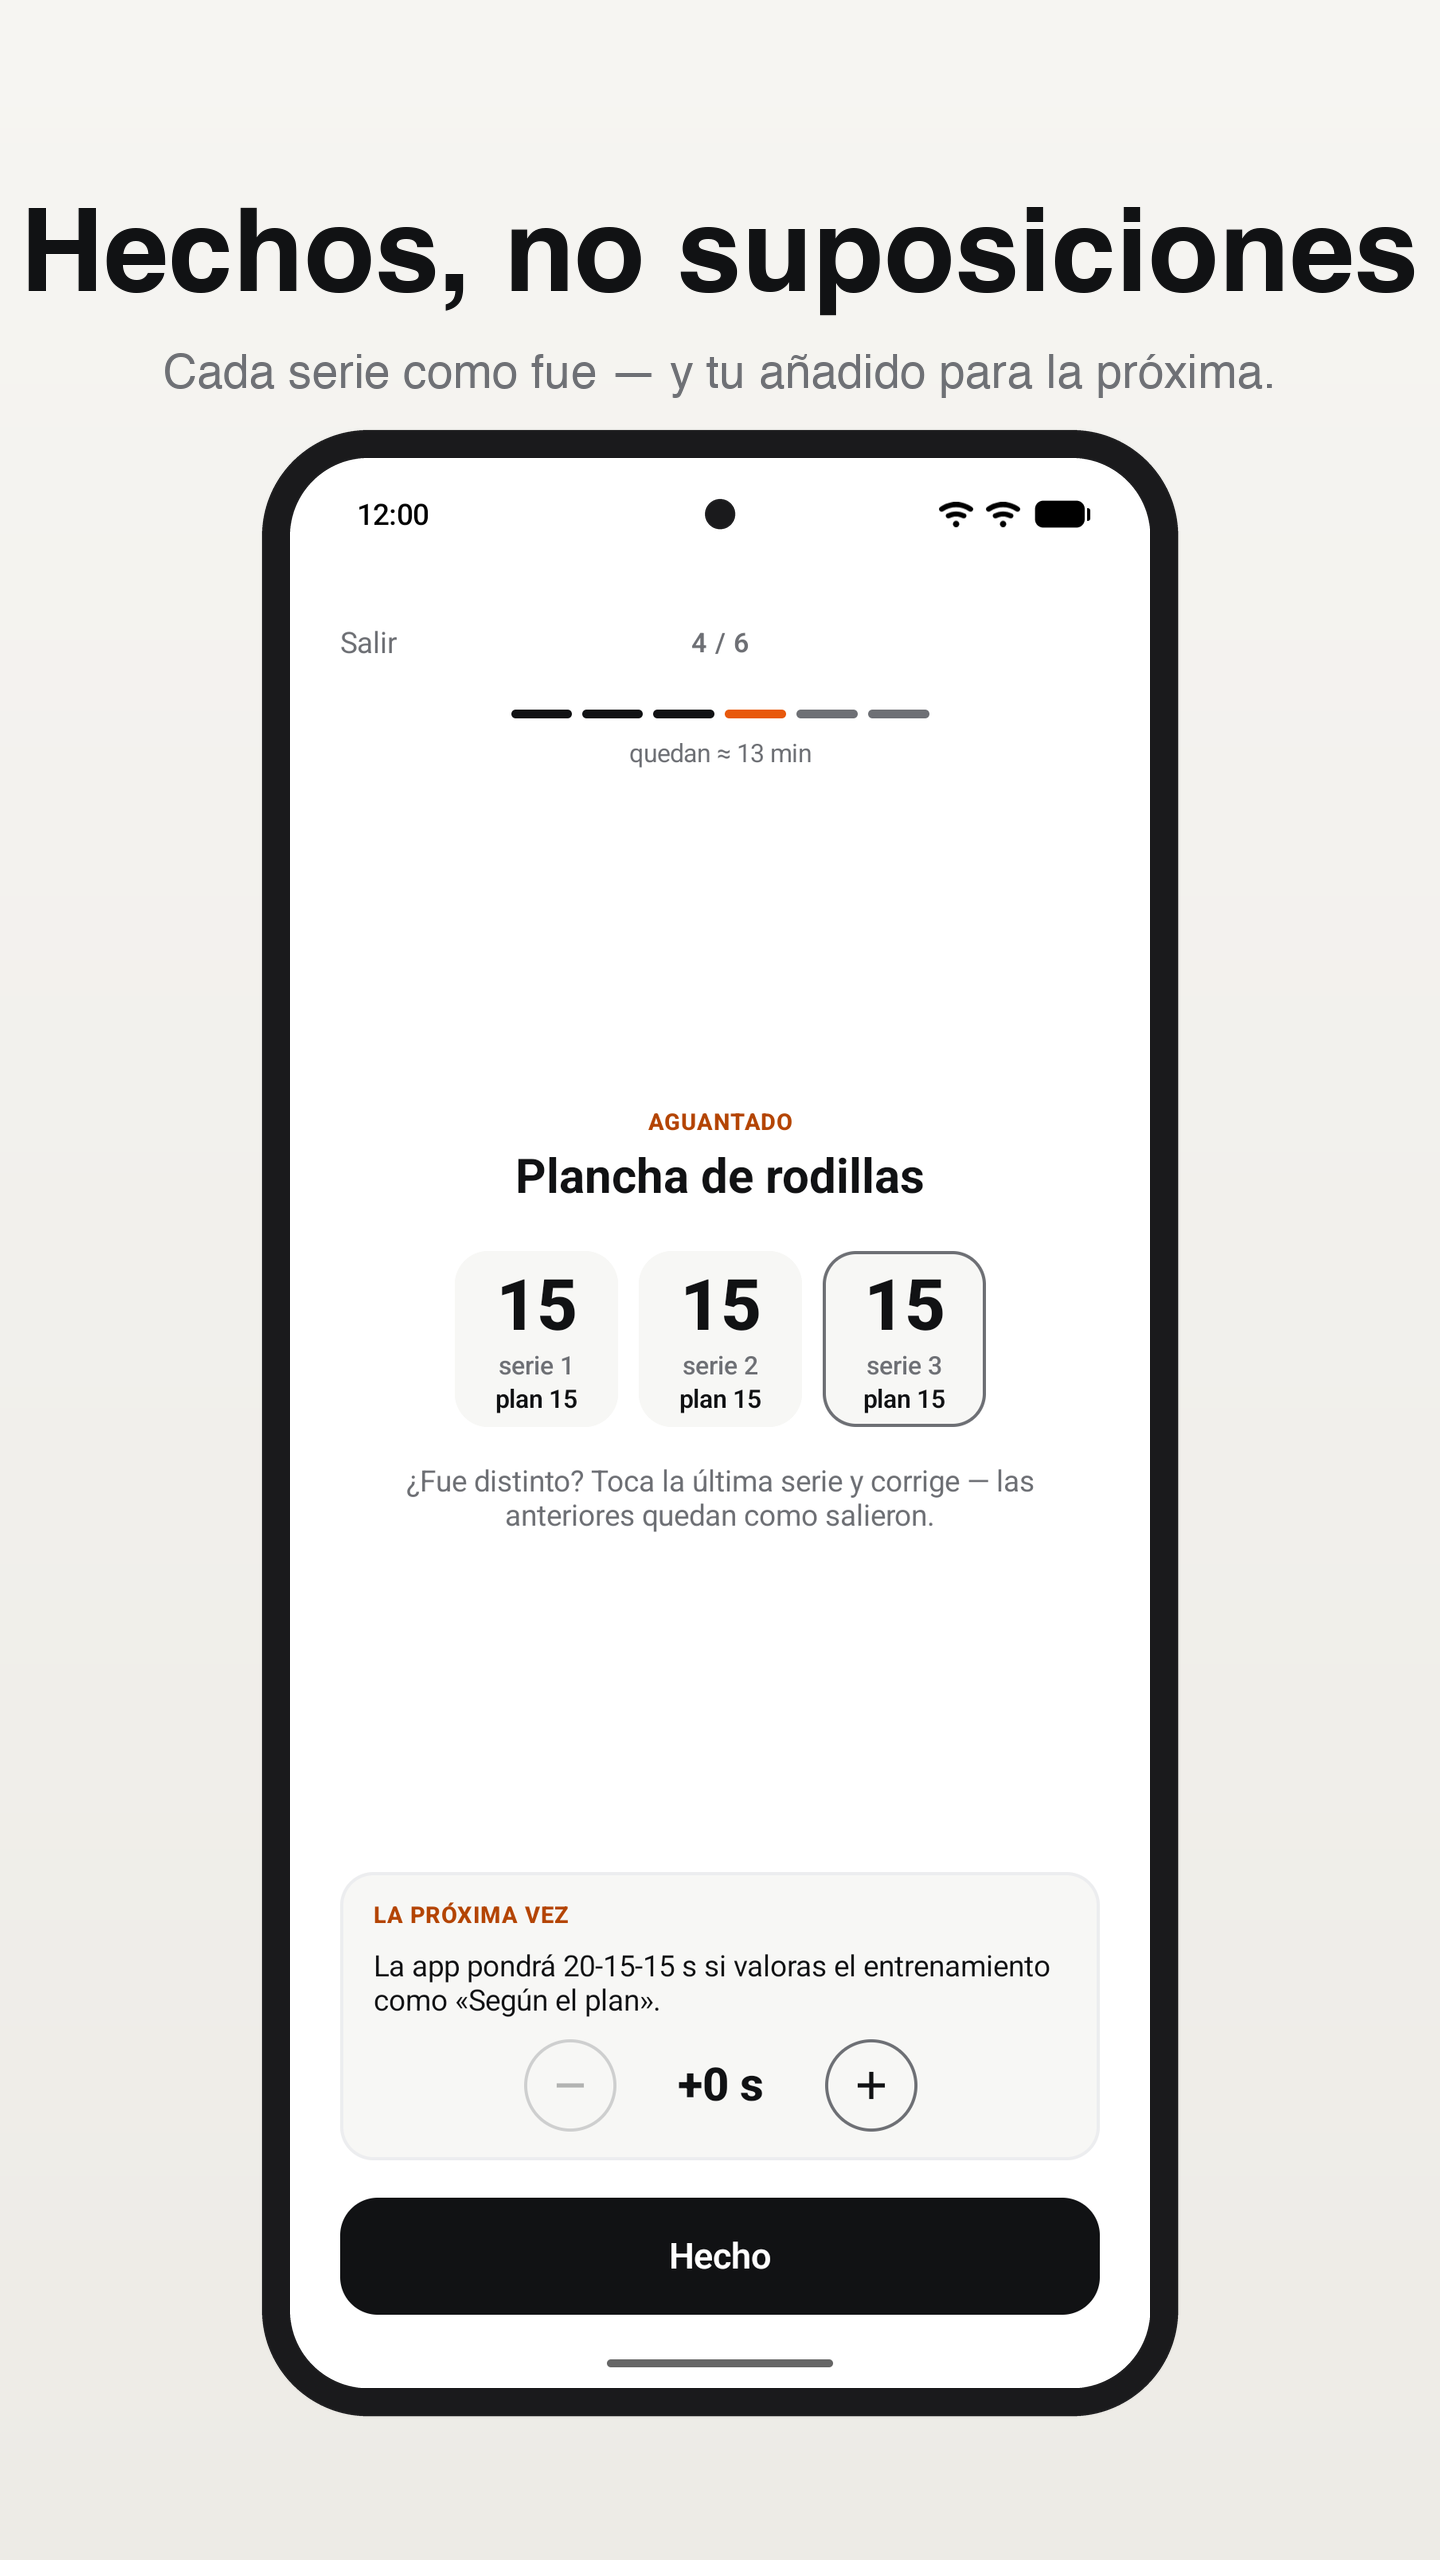 Hechos, no suposiciones
Cada serie como fue — y tu añadido para la próxima.
12:00
Salir
4 / 6
quedan ≈ 13 min
AGUANTADO
Plancha de rodillas
15 15 15
serie 1 serie 2 serie 3
plan 15 plan 15 plan 15
¿Fue distinto? Toca la última serie y corrige — las
anteriores quedan como salieron.
LA PRÓXIMA VEZ
La app pondrá 20-15-15 s si valoras el entrenamiento
como «Según el plan».
− +0 s +
Hecho